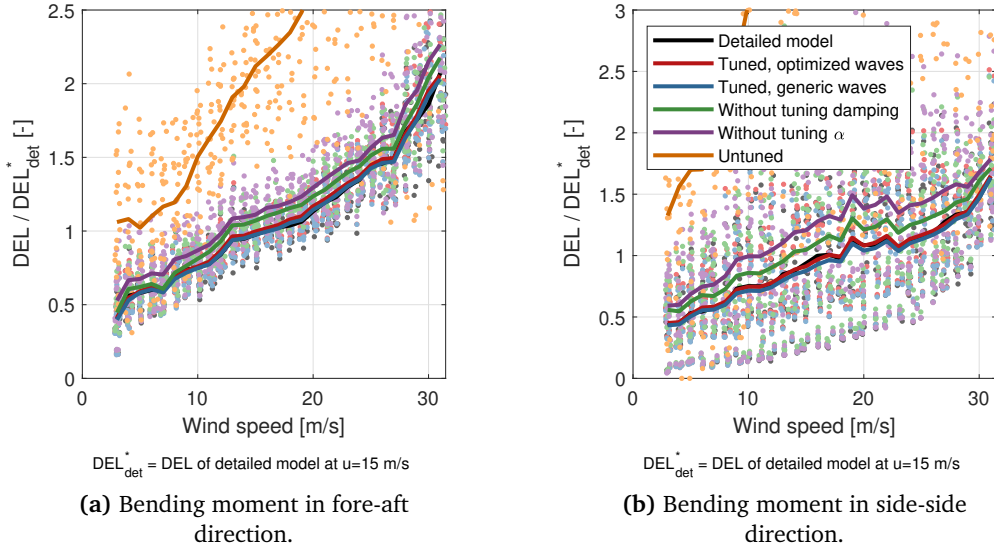 2.5
2
1.5
1
0.5
0
0
10
20
30
DEL / DEL*det [-]
Wind speed [m/s]
DEL*det = DEL of detailed model at u=15 m/s
(a) Bending moment in fore-aft
direction.
3
2.5
2
1.5
1
0.5
0
0
10
20
30
DEL / DEL*det [-]
Detailed model
Tuned, optimized waves
Tuned, generic waves
Without tuning damping
Without tuning α
Untuned
Wind speed [m/s]
DEL*det = DEL of detailed model at u=15 m/s
(b) Bending moment in side-side
direction.